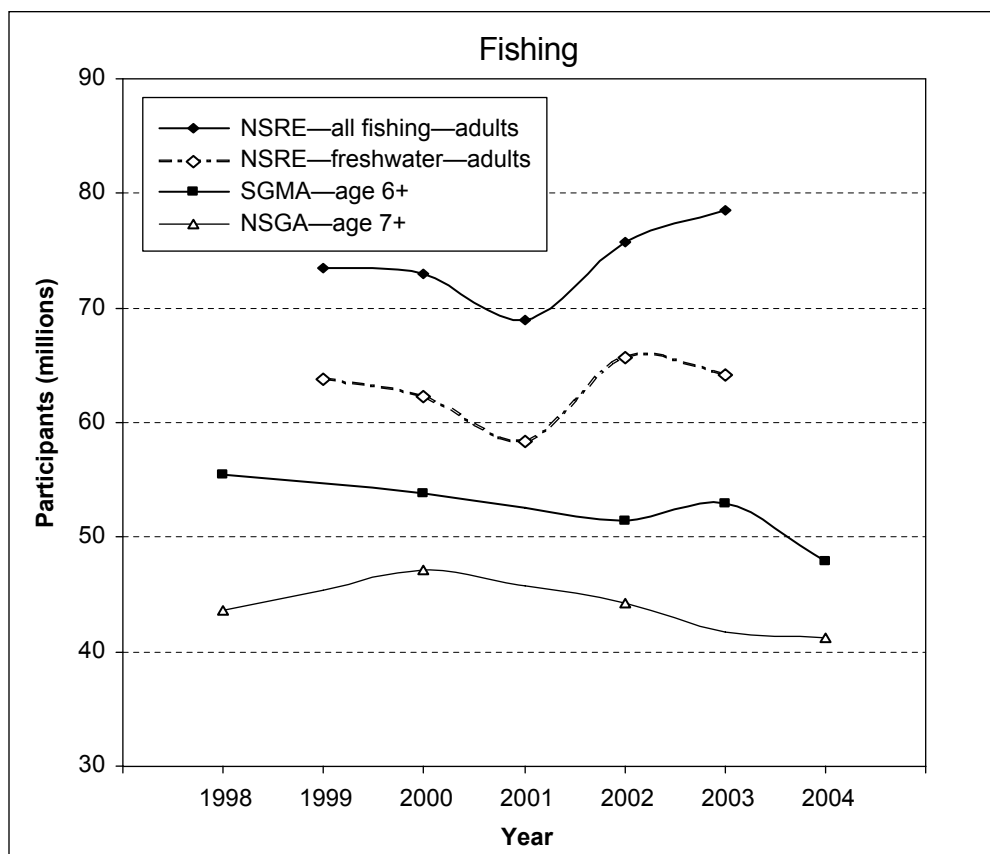 Fishing
90
80
70
60
50
40
30
Participants (millions)
NSRE—all fishing—adults
NSRE—freshwater—adults
SGMA—age 6+
NSGA—age 7+
1998 1999 2000 2001 2002 2003 2004
Year